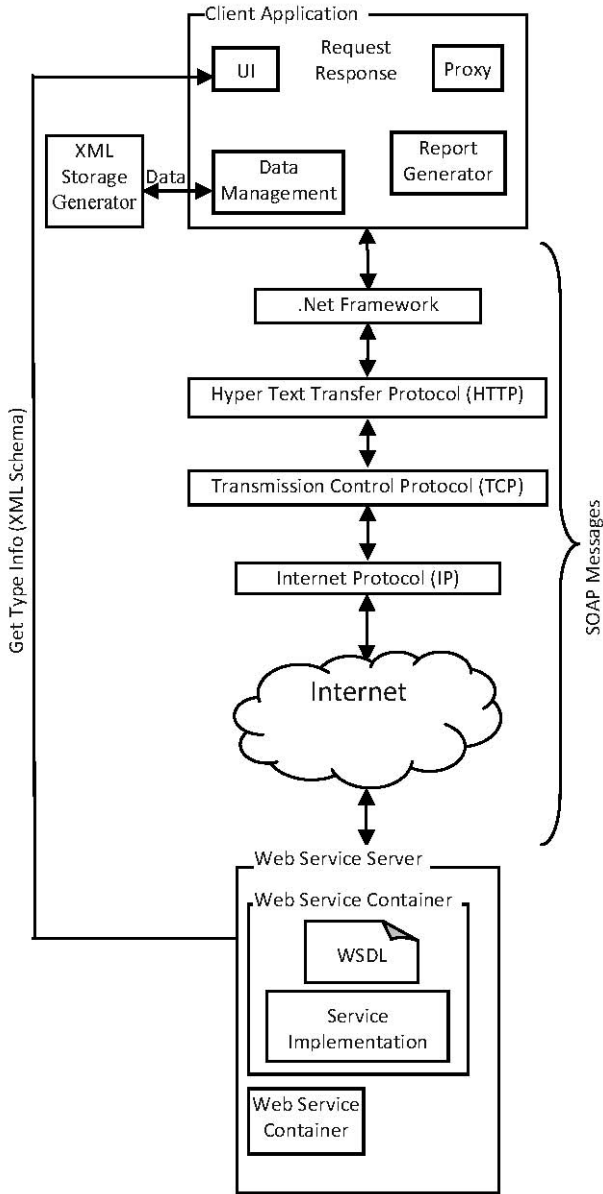 Client Application
UI
Request
Response
Proxy
XML
Storage
Generator
Data
Data
Management
Report
Generator
.Net Framework
Hyper Text Transfer Protocol (HTTP)
Transmission Control Protocol (TCP)
Internet Protocol (IP)
Get Type Info (XML Schema)
SOAP Messages
Internet
Web Service Server
Web Service Container
WSDL
Service
Implementation
Web Service
Container